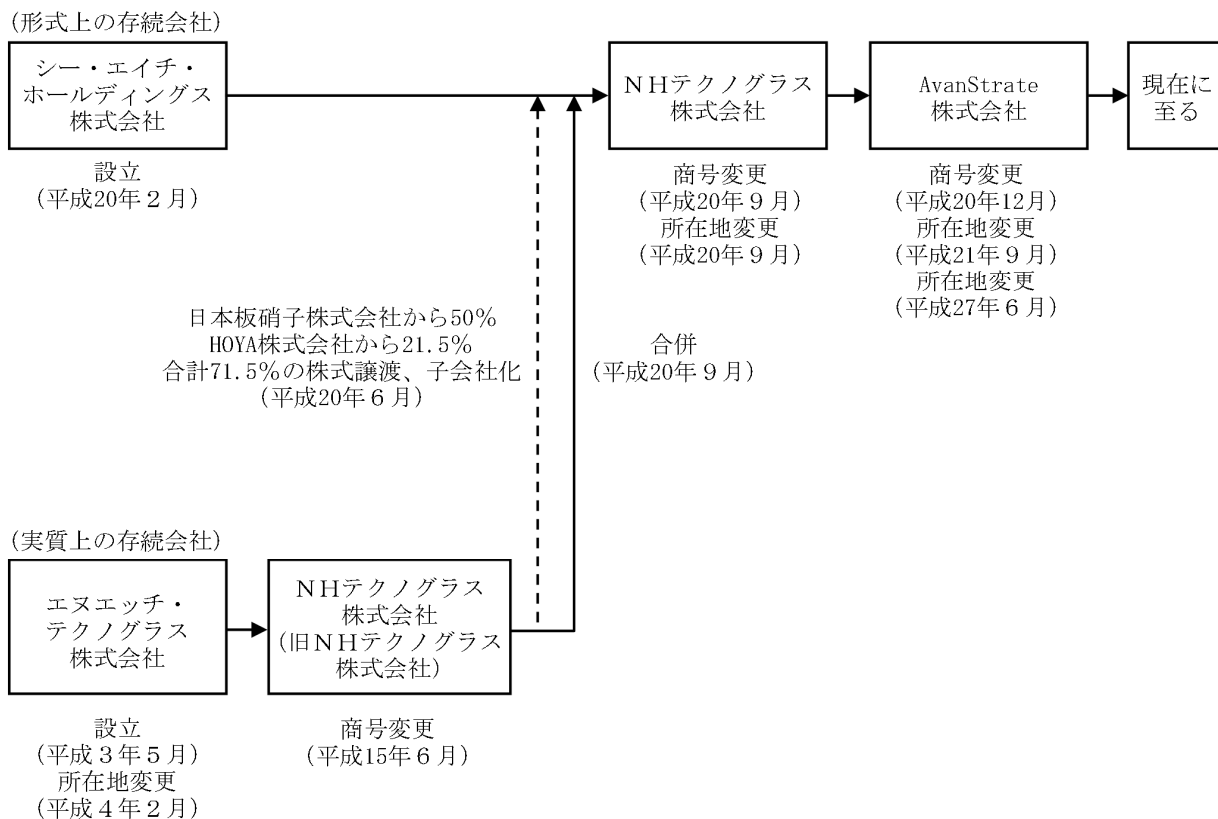 (形式上の存続会社)
シー・エイチ・
ホールディングス
株式会社
設立
(平成20年２月)
ＮＨテクノグラス
株式会社
商号変更
(平成20年９月)
所在地変更
(平成20年９月)
AvanStrate
株式会社
商号変更
(平成20年12月)
所在地変更
(平成21年９月)
所在地変更
(平成27年６月)
現在に
至る
日本板硝子株式会社から50%
HOYA株式会社から21.5%
合計71.5%の株式譲渡、子会社化
(平成20年６月)
合併
(平成20年９月)
(実質上の存続会社)
エヌエッチ・
テクノグラス
株式会社
設立
(平成３年５月)
所在地変更
(平成４年２月)
ＮＨテクノグラス
株式会社
(旧ＮＨテクノグラス
株式会社)
商号変更
(平成15年６月)